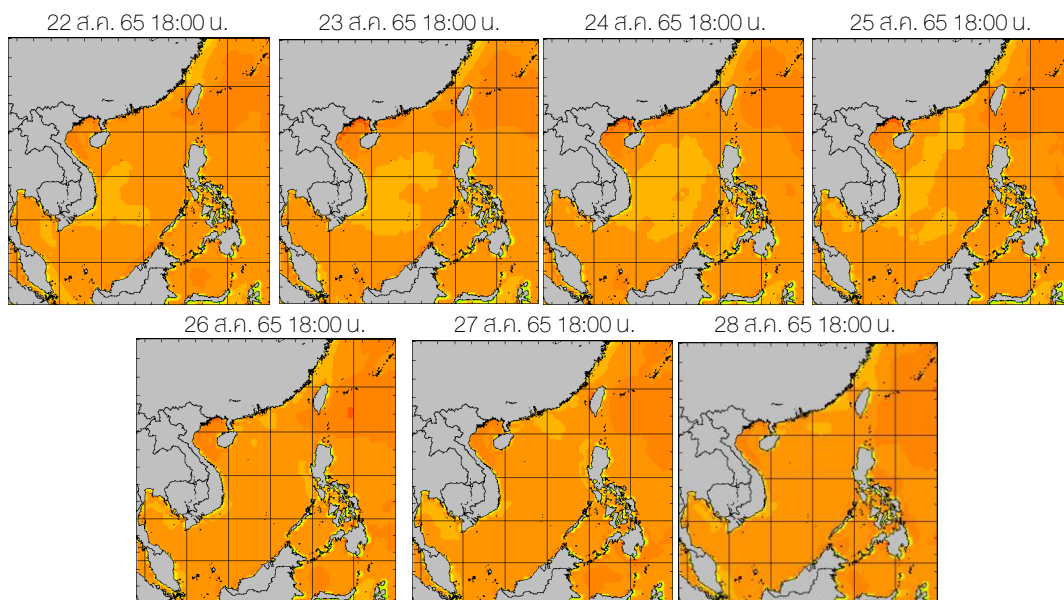 22 ส.ค. 65 18:00 น.
23 ส.ค. 65 18:00 น.
24 ส.ค. 65 18:00 น.
25 ส.ค. 65 18:00 น.
26 ส.ค. 65 18:00 น.
27 ส.ค. 65 18:00 น.
28 ส.ค. 65 18:00 น.